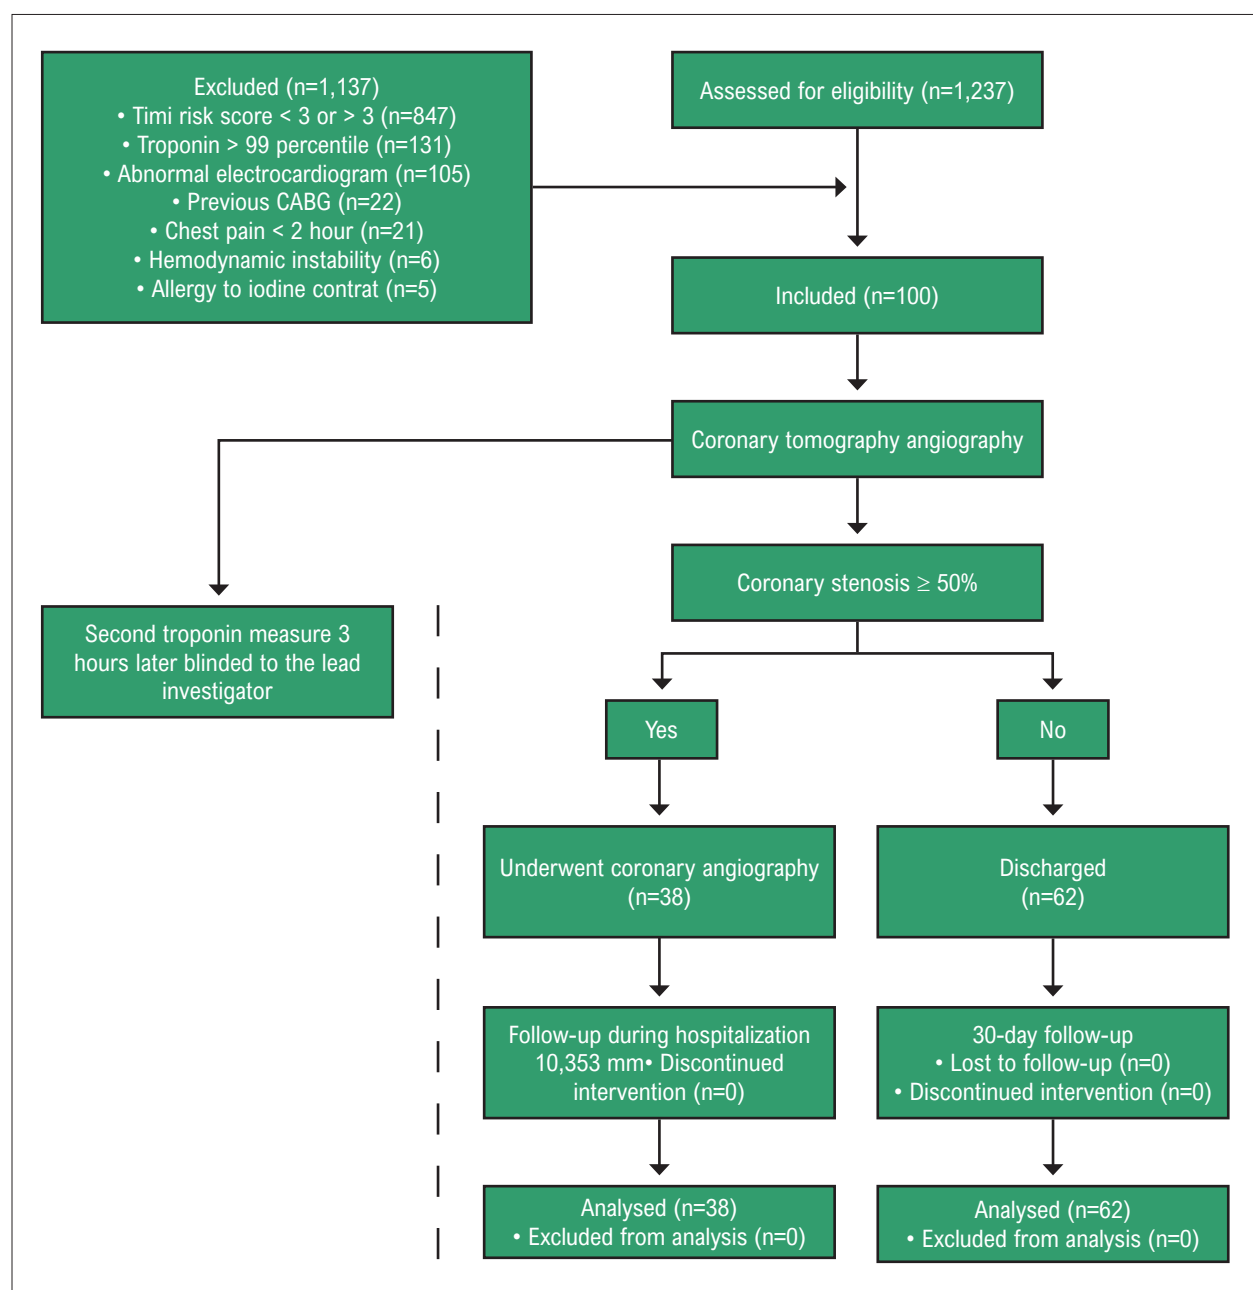 Excluded (n=1,137)
• Timi risk score < 3 or > 3 (n=847)
• Troponin > 99 percentile (n=131)
• Abnormal electrocardiogram (n=105)
• Previous CABG (n=22)
• Chest pain < 2 hour (n=21)
• Hemodynamic instability (n=6)
• Allergy to iodine contrat (n=5)
Assessed for eligibility (n=1,237)
Included (n=100)
Coronary tomography angiography
Coronary stenosis ≥ 50%
Second troponin measure 3
hours later blinded to the lead
investigator
Yes
No
Underwent coronary angiography
(n=38)
Discharged
(n=62)
Follow-up during hospitalization
10,353 mm• Discontinued
intervention (n=0)
30-day follow-up
• Lost to follow-up (n=0)
• Discontinued intervention (n=0)
Analysed (n=38)
• Excluded from analysis (n=0)
Analysed (n=62)
• Excluded from analysis (n=0)